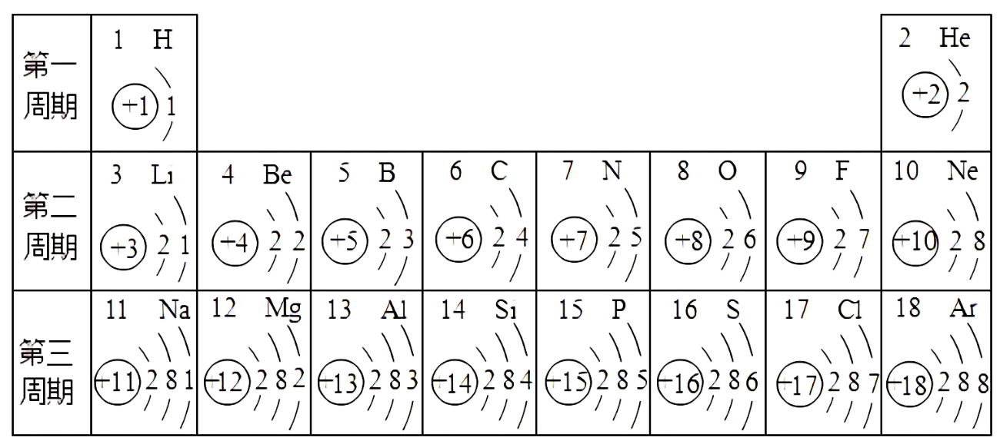 第一周期
1 H
+1 1
2 He
+2 2
第二周期
3 Li
+3 2 1
4 Be
+4 2 2
5 B
+5 2 3
6 C
+6 2 4
7 N
+7 2 5
8 O
+8 2 6
9 F
+9 2 7
10 Ne
+10 2 8
第三周期
11 Na
+11 2 8 1
12 Mg
+12 2 8 2
13 Al
+13 2 8 3
14 Si
+14 2 8 4
15 P
+15 2 8 5
16 S
+16 2 8 6
17 Cl
+17 2 8 7
18 Ar
+18 2 8 8